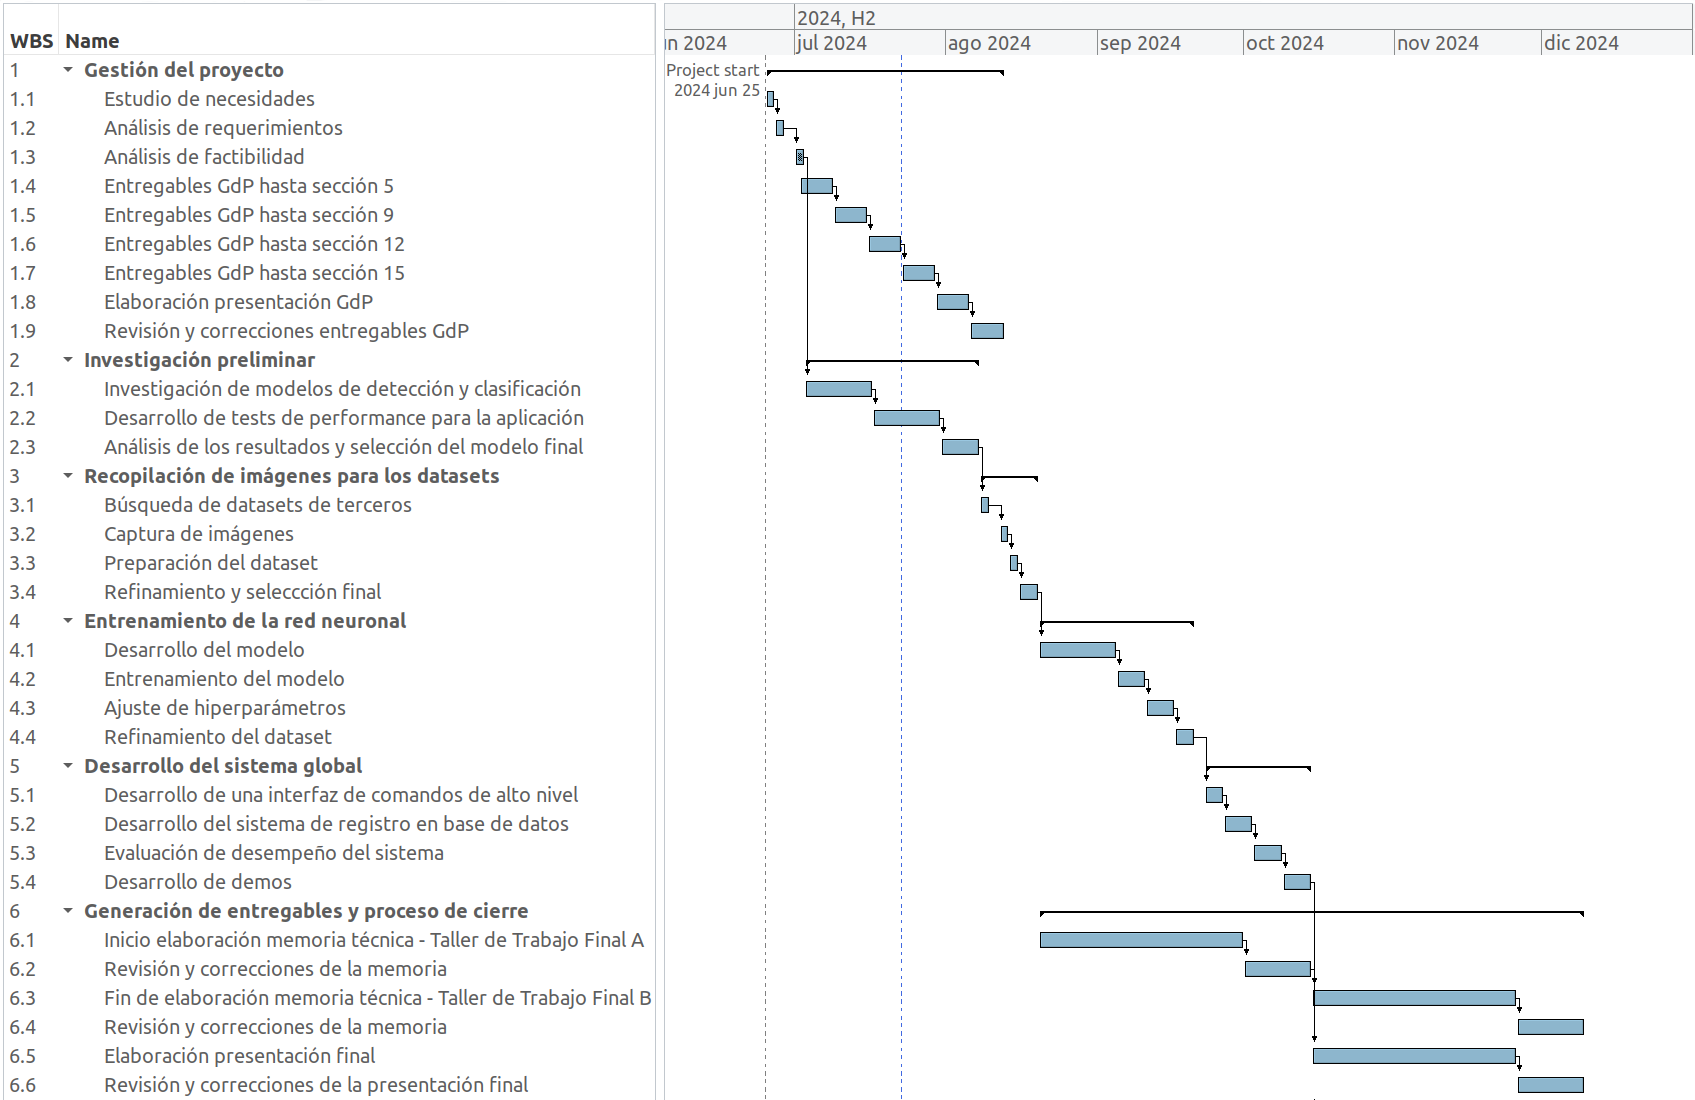 2024, H2
WBS Name
n 2024 jul 2024 ago 2024 sep 2024 oct 2024 nov 2024 dic 2024
1 Gestión del proyecto
Project start
2024 jun 25
1.1 Estudio de necesidades
1.2 Análisis de requerimientos
1.3 Análisis de factibilidad
1.4 Entregables GdP hasta sección 5
1.5 Entregables GdP hasta sección 9
1.6 Entregables GdP hasta sección 12
1.7 Entregables GdP hasta sección 15
1.8 Elaboración presentación GdP
1.9 Revisión y correcciones entregables GdP
2 Investigación preliminar
2.1 Investigación de modelos de detección y clasificación
2.2 Desarrollo de tests de performance para la aplicación
2.3 Análisis de los resultados y selección del modelo final
3 Recopilación de imágenes para los datasets
3.1 Búsqueda de datasets de terceros
3.2 Captura de imágenes
3.3 Preparación del dataset
3.4 Refinamiento y seleccción final
4 Entrenamiento de la red neuronal
4.1 Desarrollo del modelo
4.2 Entrenamiento del modelo
4.3 Ajuste de hiperparámetros
4.4 Refinamiento del dataset
5 Desarrollo del sistema global
5.1 Desarrollo de una interfaz de comandos de alto nivel
5.2 Desarrollo del sistema de registro en base de datos
5.3 Evaluación de desempeño del sistema
5.4 Desarrollo de demos
6 Generación de entregables y proceso de cierre
6.1 Inicio elaboración memoria técnica - Taller de Trabajo Final A
6.2 Revisión y correcciones de la memoria
6.3 Fin de elaboración memoria técnica - Taller de Trabajo Final B
6.4 Revisión y correcciones de la memoria
6.5 Elaboración presentación final
6.6 Revisión y correcciones de la presentación final